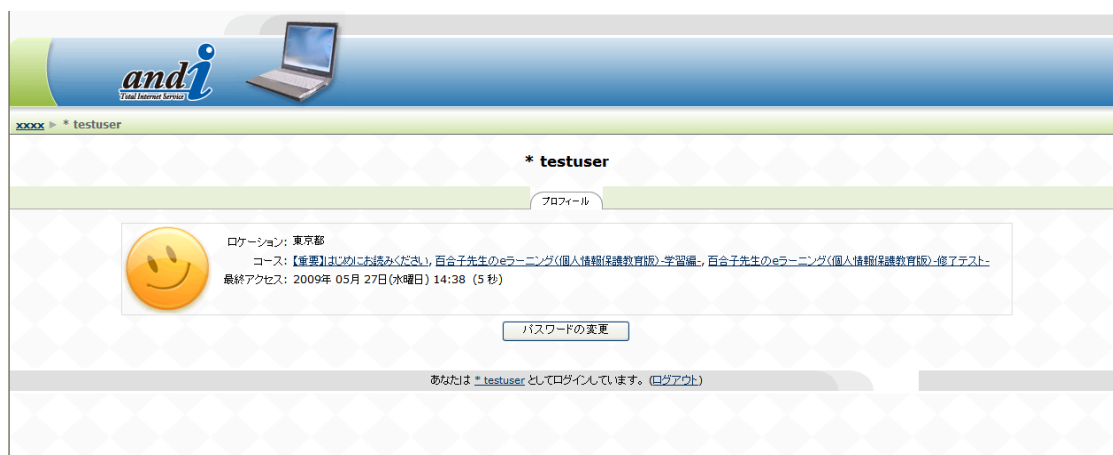 andi
Total Internet Service
xxxx ▶ * testuser
* testuser
プロフィール
ロケーション: 東京都
コース: 【重要】はじめにお読みください, 百合子先生のeラーニング(個人情報保護教育版)-学習編-, 百合子先生のeラーニング(個人情報保護教育版)-修了テスト-
最終アクセス: 2009年 05月 27日(水曜日) 14:38 (5 秒)
パスワードの変更
あなたは * testuser としてログインしています。(ログアウト)